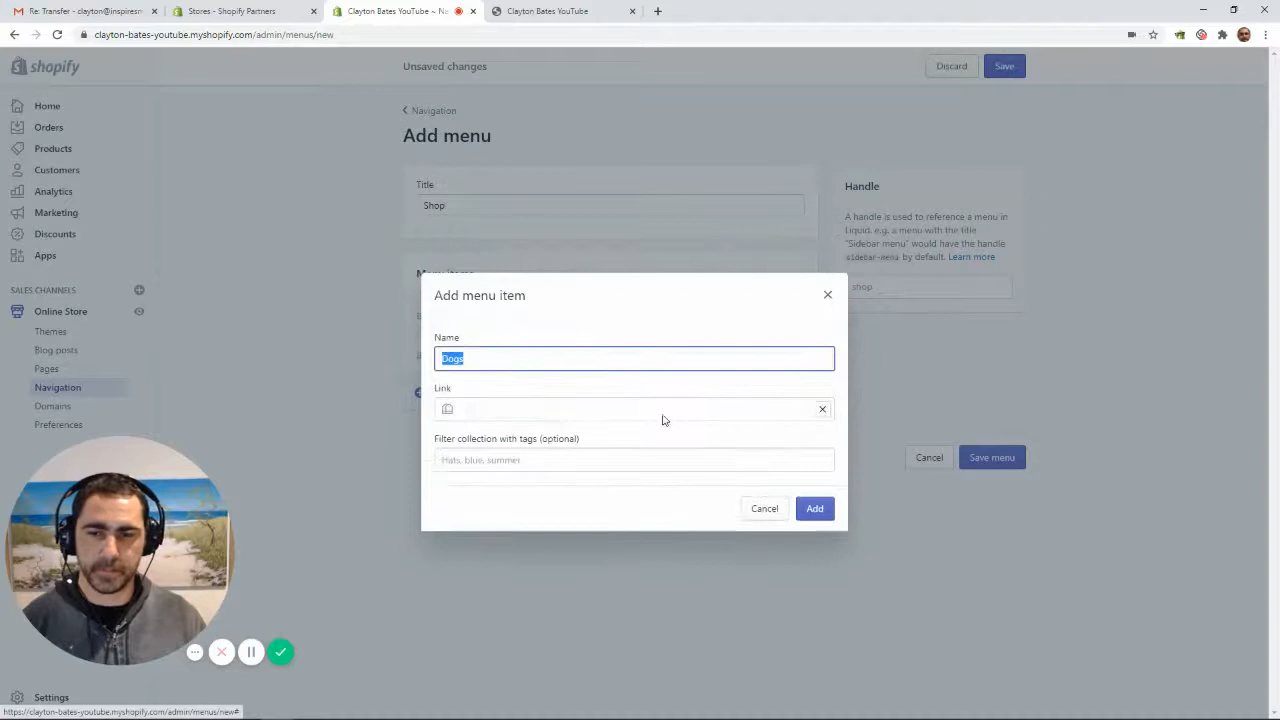 Re: Transfer - clayton@inspiresm
Stores - Shopify Partners
Clayton Bates YouTube ~ Na
Clayton Bates YouTube
clayton-bates-youtube.myshopify.com/admin/menus/new
shopify
Unsaved changes
Discard
Save
Home
Orders
Products
Customers
Analytics
Marketing
Discounts
Apps
SALES CHANNELS
Online Store
Themes
Blog posts
Pages
Navigation
Domains
Preferences
Settings
Navigation
Add menu
Title
Shop
Handle
A handle is used to reference a menu in
Liquid. e.g. a menu with the title
"Sidebar menu" would have the handle
sidebar-menu by default. Learn more
shop
Menu items
Add menu item
Name
Dogs
Link
Filter collection with tags (optional)
Hats, blue, summer
Cancel
Add
Cancel
Save menu
https://clayton-bates-youtube.myshopify.com/admin/menus/new#